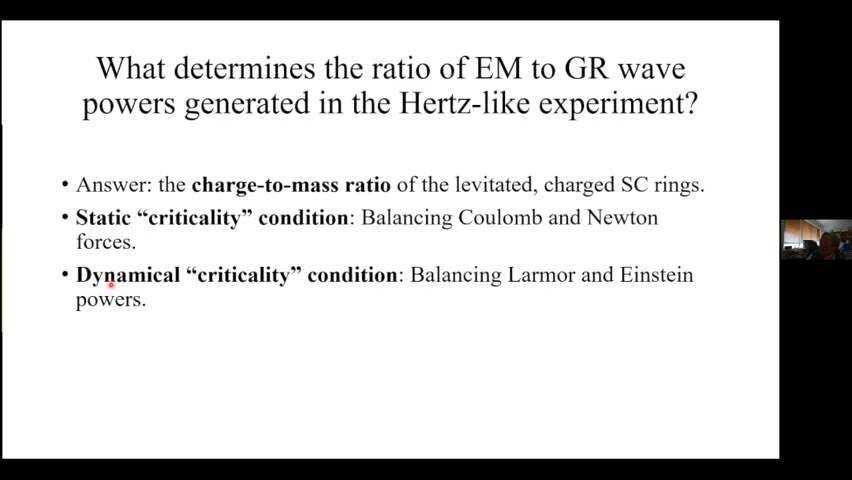 What determines the ratio of EM to GR wave
powers generated in the Hertz-like experiment?
• Answer: the charge-to-mass ratio of the levitated, charged SC rings.
• Static “criticality” condition: Balancing Coulomb and Newton
forces.
• Dynamical “criticality” condition: Balancing Larmor and Einstein
powers.